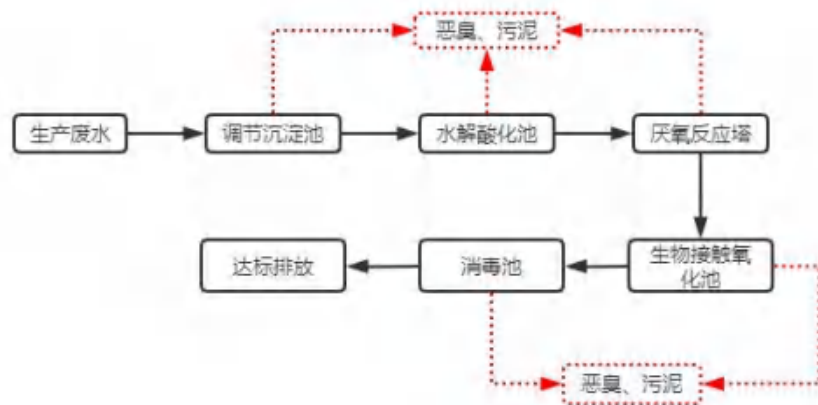 恶臭、污泥
生产废水
调节沉淀池
水解酸化池
厌氧反应塔
达标排放
消毒池
生物接触氧
化池
恶臭、污泥